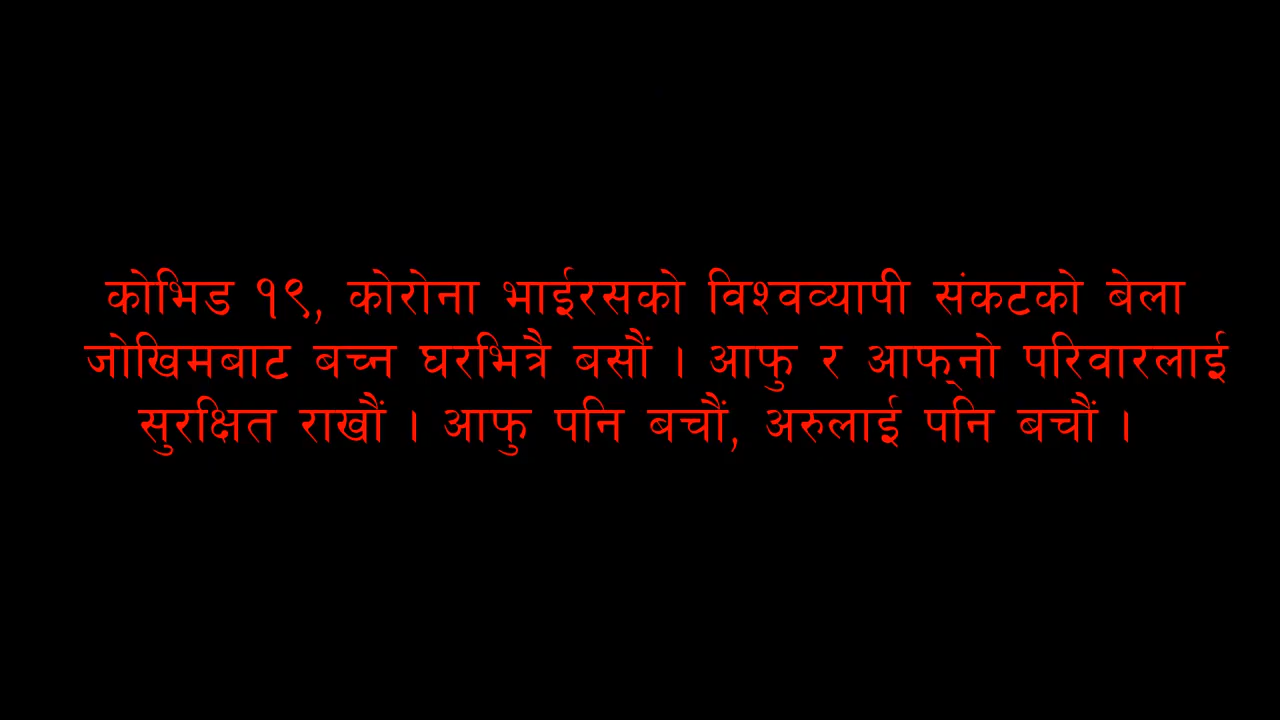 कोभिड १९, कोरोना भाईरसको विश्वव्यापी संकटको बेला
जोखिमबाट बच्न घरभित्रै बसौं । आफु र आफ्नो परिवारलाई
सुरक्षित राखौं । आफु पनि बचौं, अरुलाई पनि बचौं ।